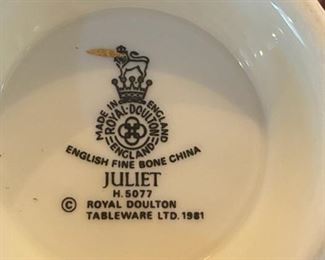 MADE IN ENGLAND
ROYAL · DOULTON
ENGLAND
ENGLISH FINE BONE CHINA
JULIET
H.5077
© ROYAL DOULTON
TABLEWARE LTD. 1981